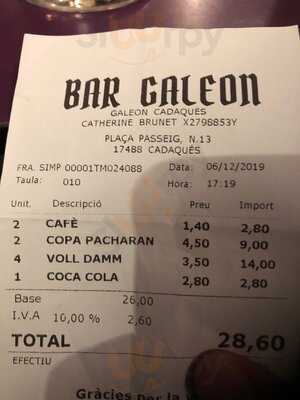 BAR GALEON
GALEON CADAQUES
CATHERINE BRUNET X2798853Y
PLAÇA PASSEIG, N.13
17488 CADAQUÉS
FRA. SIMP 00001TM024088 Data: 06/12/2019
Taula: 010 Hora: 17:19
Unit. Descripció Preu Import
2 CAFÈ 1,40 2,80
2 COPA PACHARAN 4,50 9,00
4 VOLL DAMM 3,50 14,00
1 COCA COLA 2,80 2,80
Base 26,00
I.V.A 10,00 % 2,60
TOTAL 28,60
EFECTIU
Gràcies por la